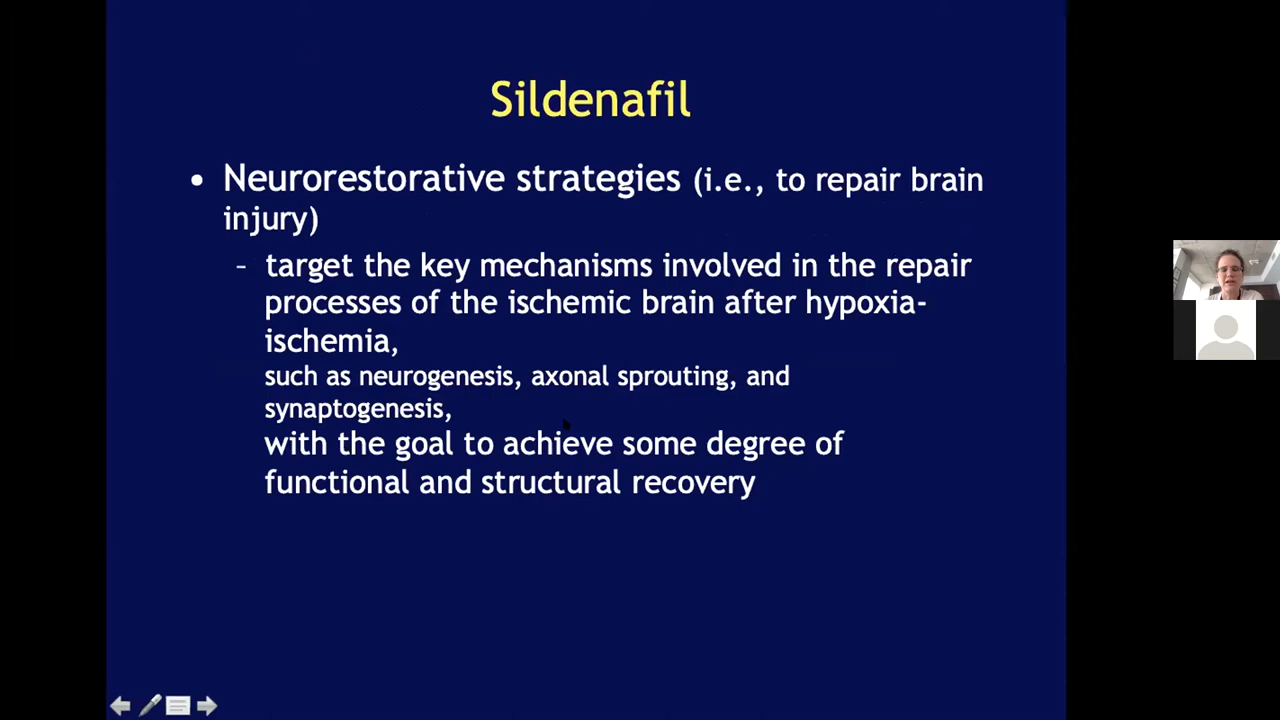 Sildenafil
• Neurorestorative strategies (i.e., to repair brain
injury)
– target the key mechanisms involved in the repair
processes of the ischemic brain after hypoxia-
ischemia,
such as neurogenesis, axonal sprouting, and
synaptogenesis,
with the goal to achieve some degree of
functional and structural recovery